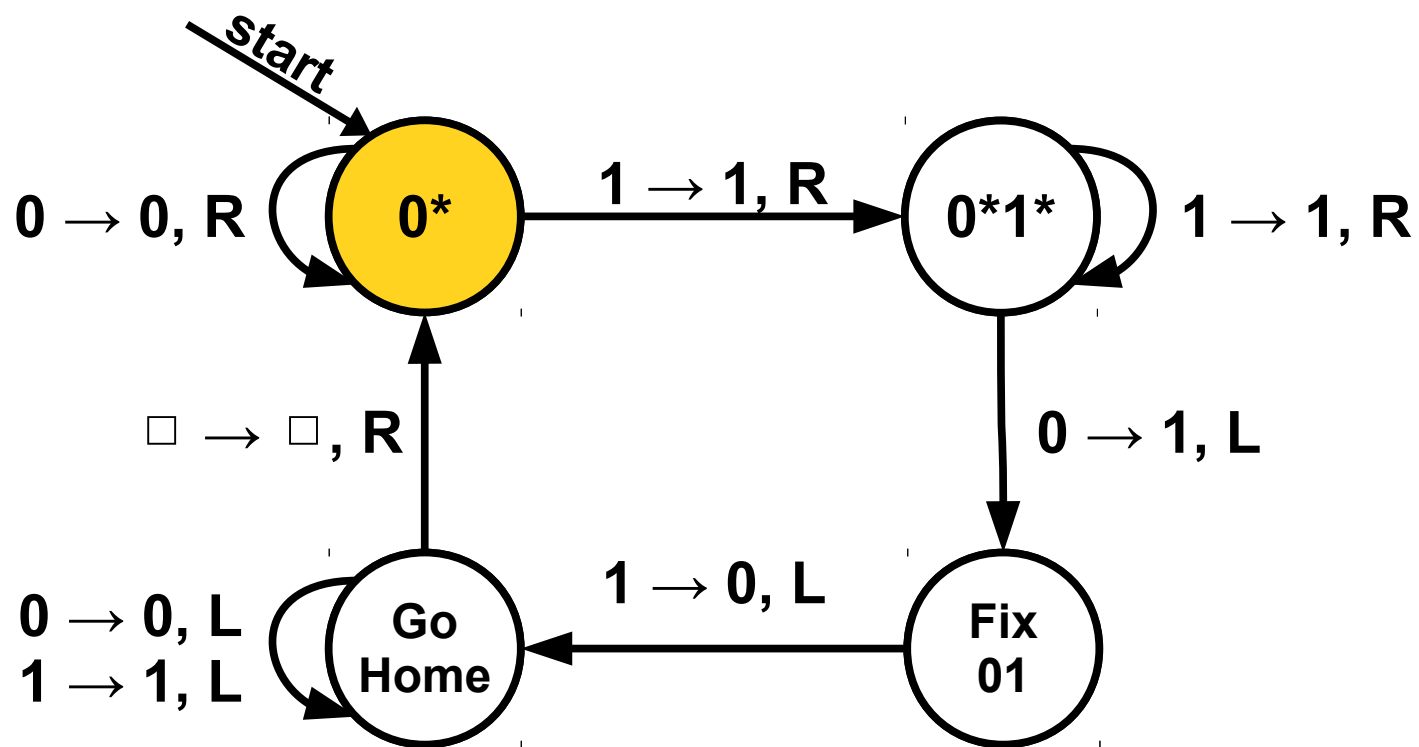 start
0 → 0, R
0*
1 → 1, R
0*1*
1 → 1, R
□ → □, R
0 → 1, L
0 → 0, L
1 → 1, L
Go
Home
1 → 0, L
Fix
01